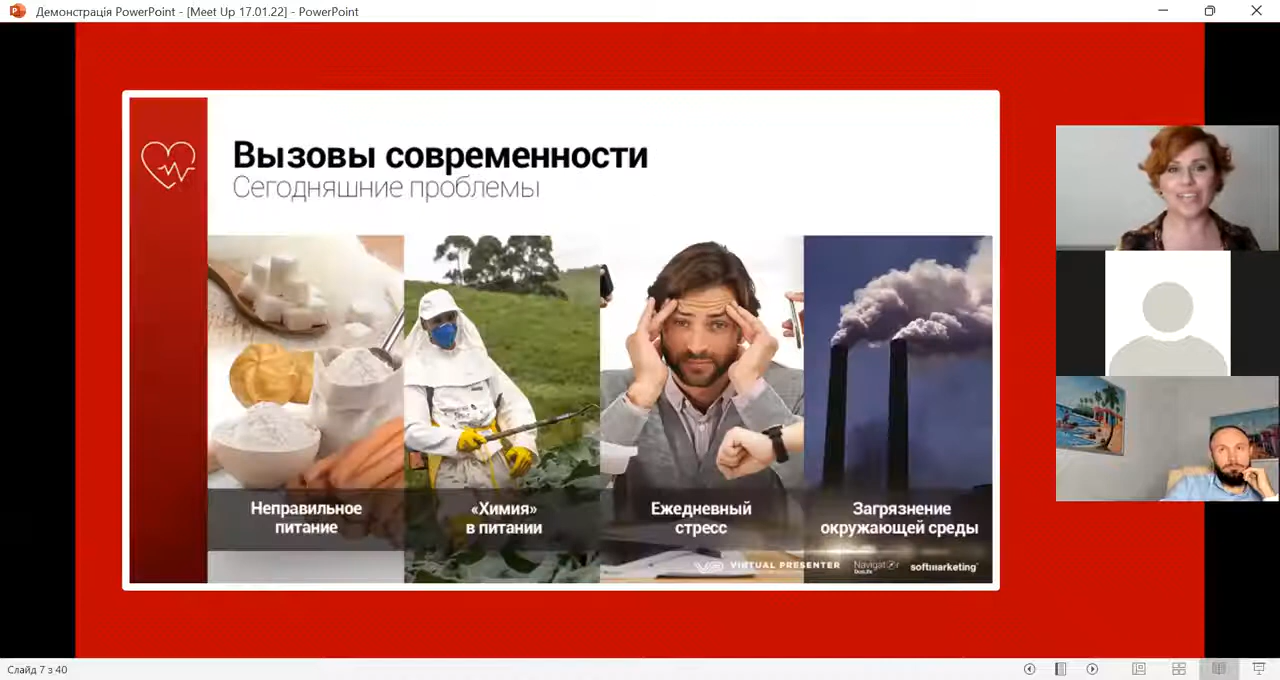 Демонстрація PowerPoint - [Meet Up 17.01.22] - PowerPoint
Вызовы современности
Сегодняшние проблемы
Неправильное
питание
«Химия»
в питании
Ежедневный
стресс
Загрязнение
окружающей среды
VIRTUAL PRESENTER
Navigator
DuoLife
softmarketing
Слайд 7 з 40